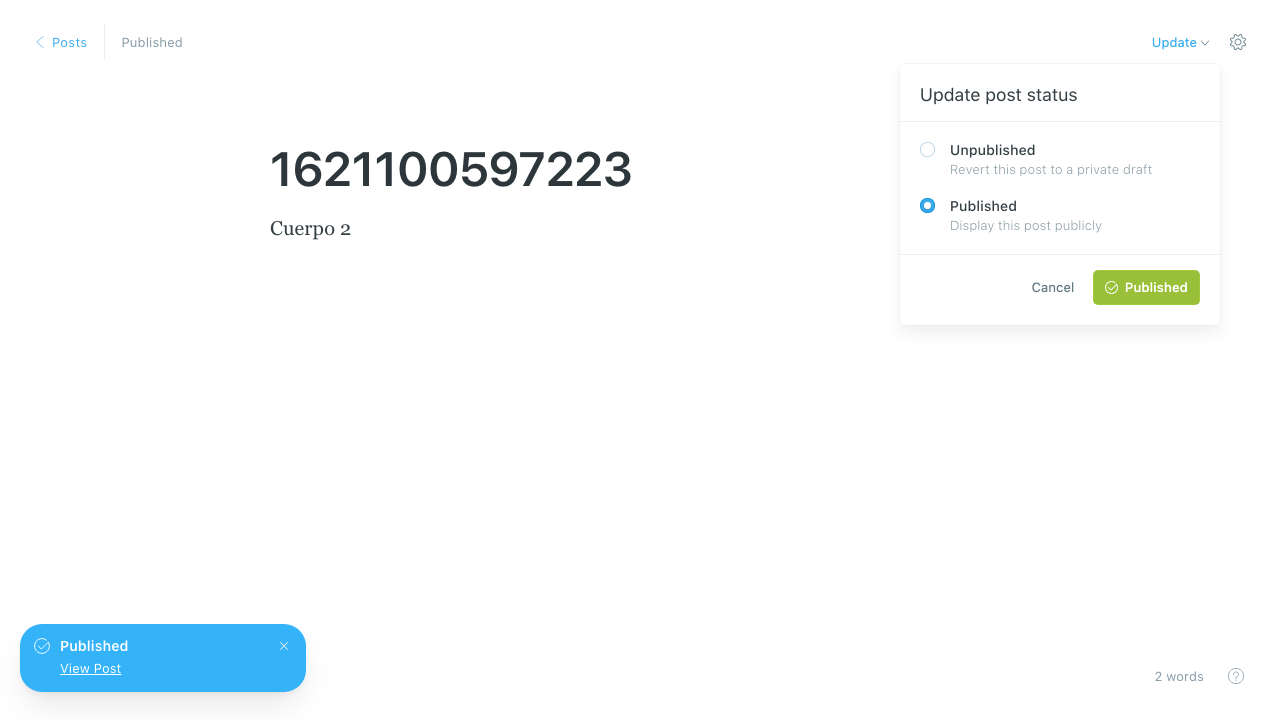 Posts
Published
Update
Update post status
Unpublished
Revert this post to a private draft
Published
Display this post publicly
Cancel
Published
1621100597223
Cuerpo 2
Published
View Post
2 words